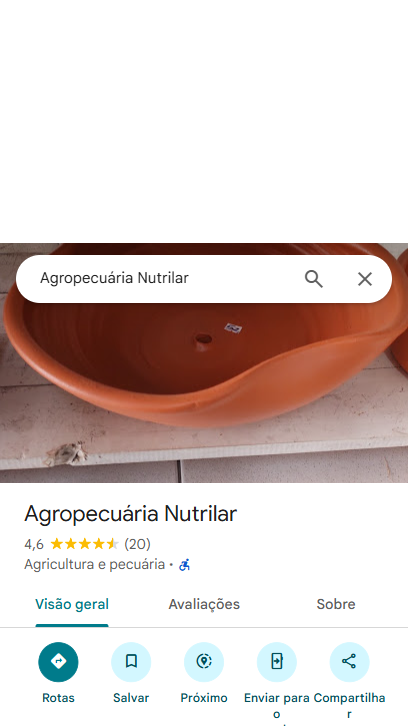 Agropecuária Nutrilar
Agropecuária Nutrilar
4,6 (20)
Agricultura e pecuária ·
Visão geral Avaliações Sobre
Rotas Salvar Próximo Enviar para o Compartilhar